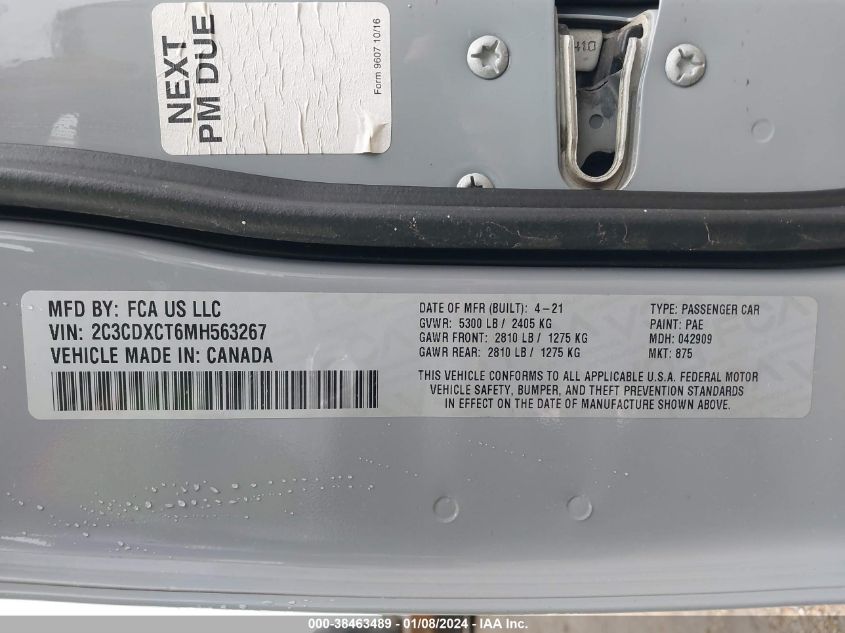 NEXT
PM DUE
Form 9607 10/16
410
MFD BY: FCA US LLC
VIN: 2C3CDXCT6MH563267
VEHICLE MADE IN: CANADA
DATE OF MFR (BUILT): 4-21
GVWR: 5300 LB / 2405 KG
GAWR FRONT: 2810 LB / 1275 KG
GAWR REAR: 2810 LB / 1275 KG
TYPE: PASSENGER CAR
PAINT: PAE
MDH: 042909
MKT: 875
THIS VEHICLE CONFORMS TO ALL APPLICABLE U.S.A. FEDERAL MOTOR
VEHICLE SAFETY, BUMPER, AND THEFT PREVENTION STANDARDS
IN EFFECT ON THE DATE OF MANUFACTURE SHOWN ABOVE.
000-38463489 - 01/08/2024 - © IAA Inc.